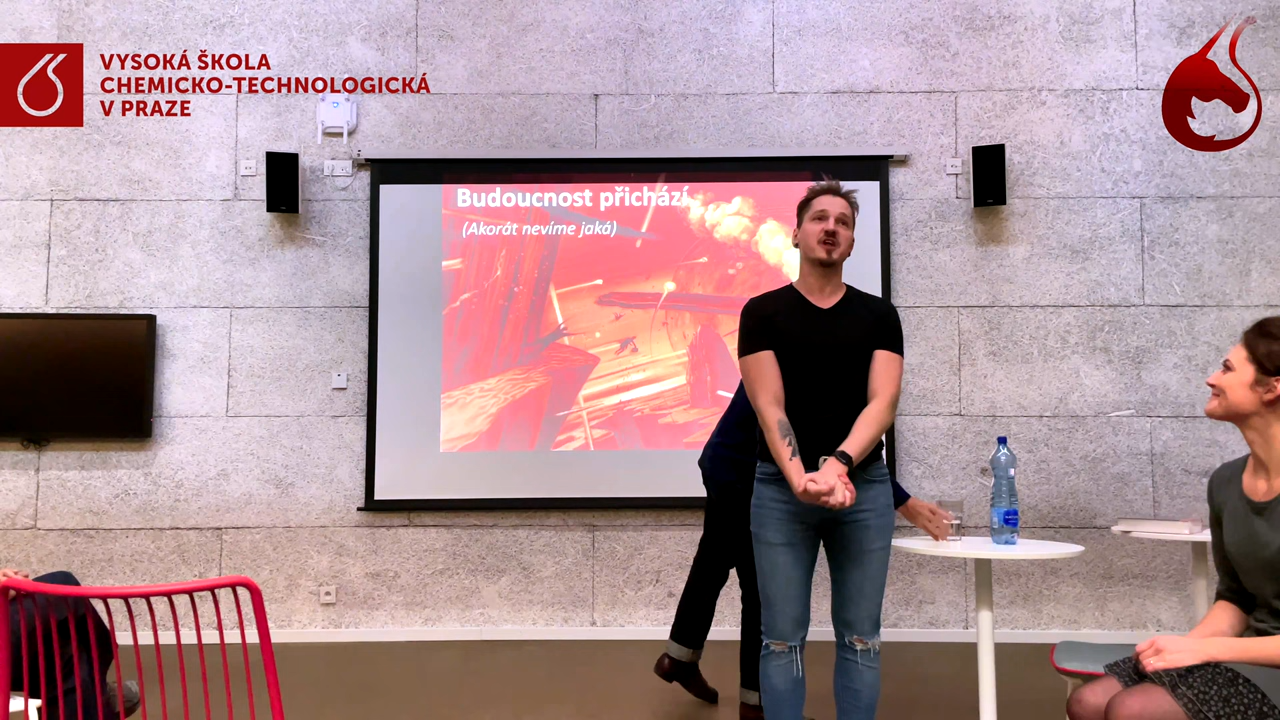 VYSOKÁ ŠKOLA
CHEMICKO-TECHNOLOGICKÁ
V PRAZE
Budoucnost přichází
(Akorát nevíme jaká)